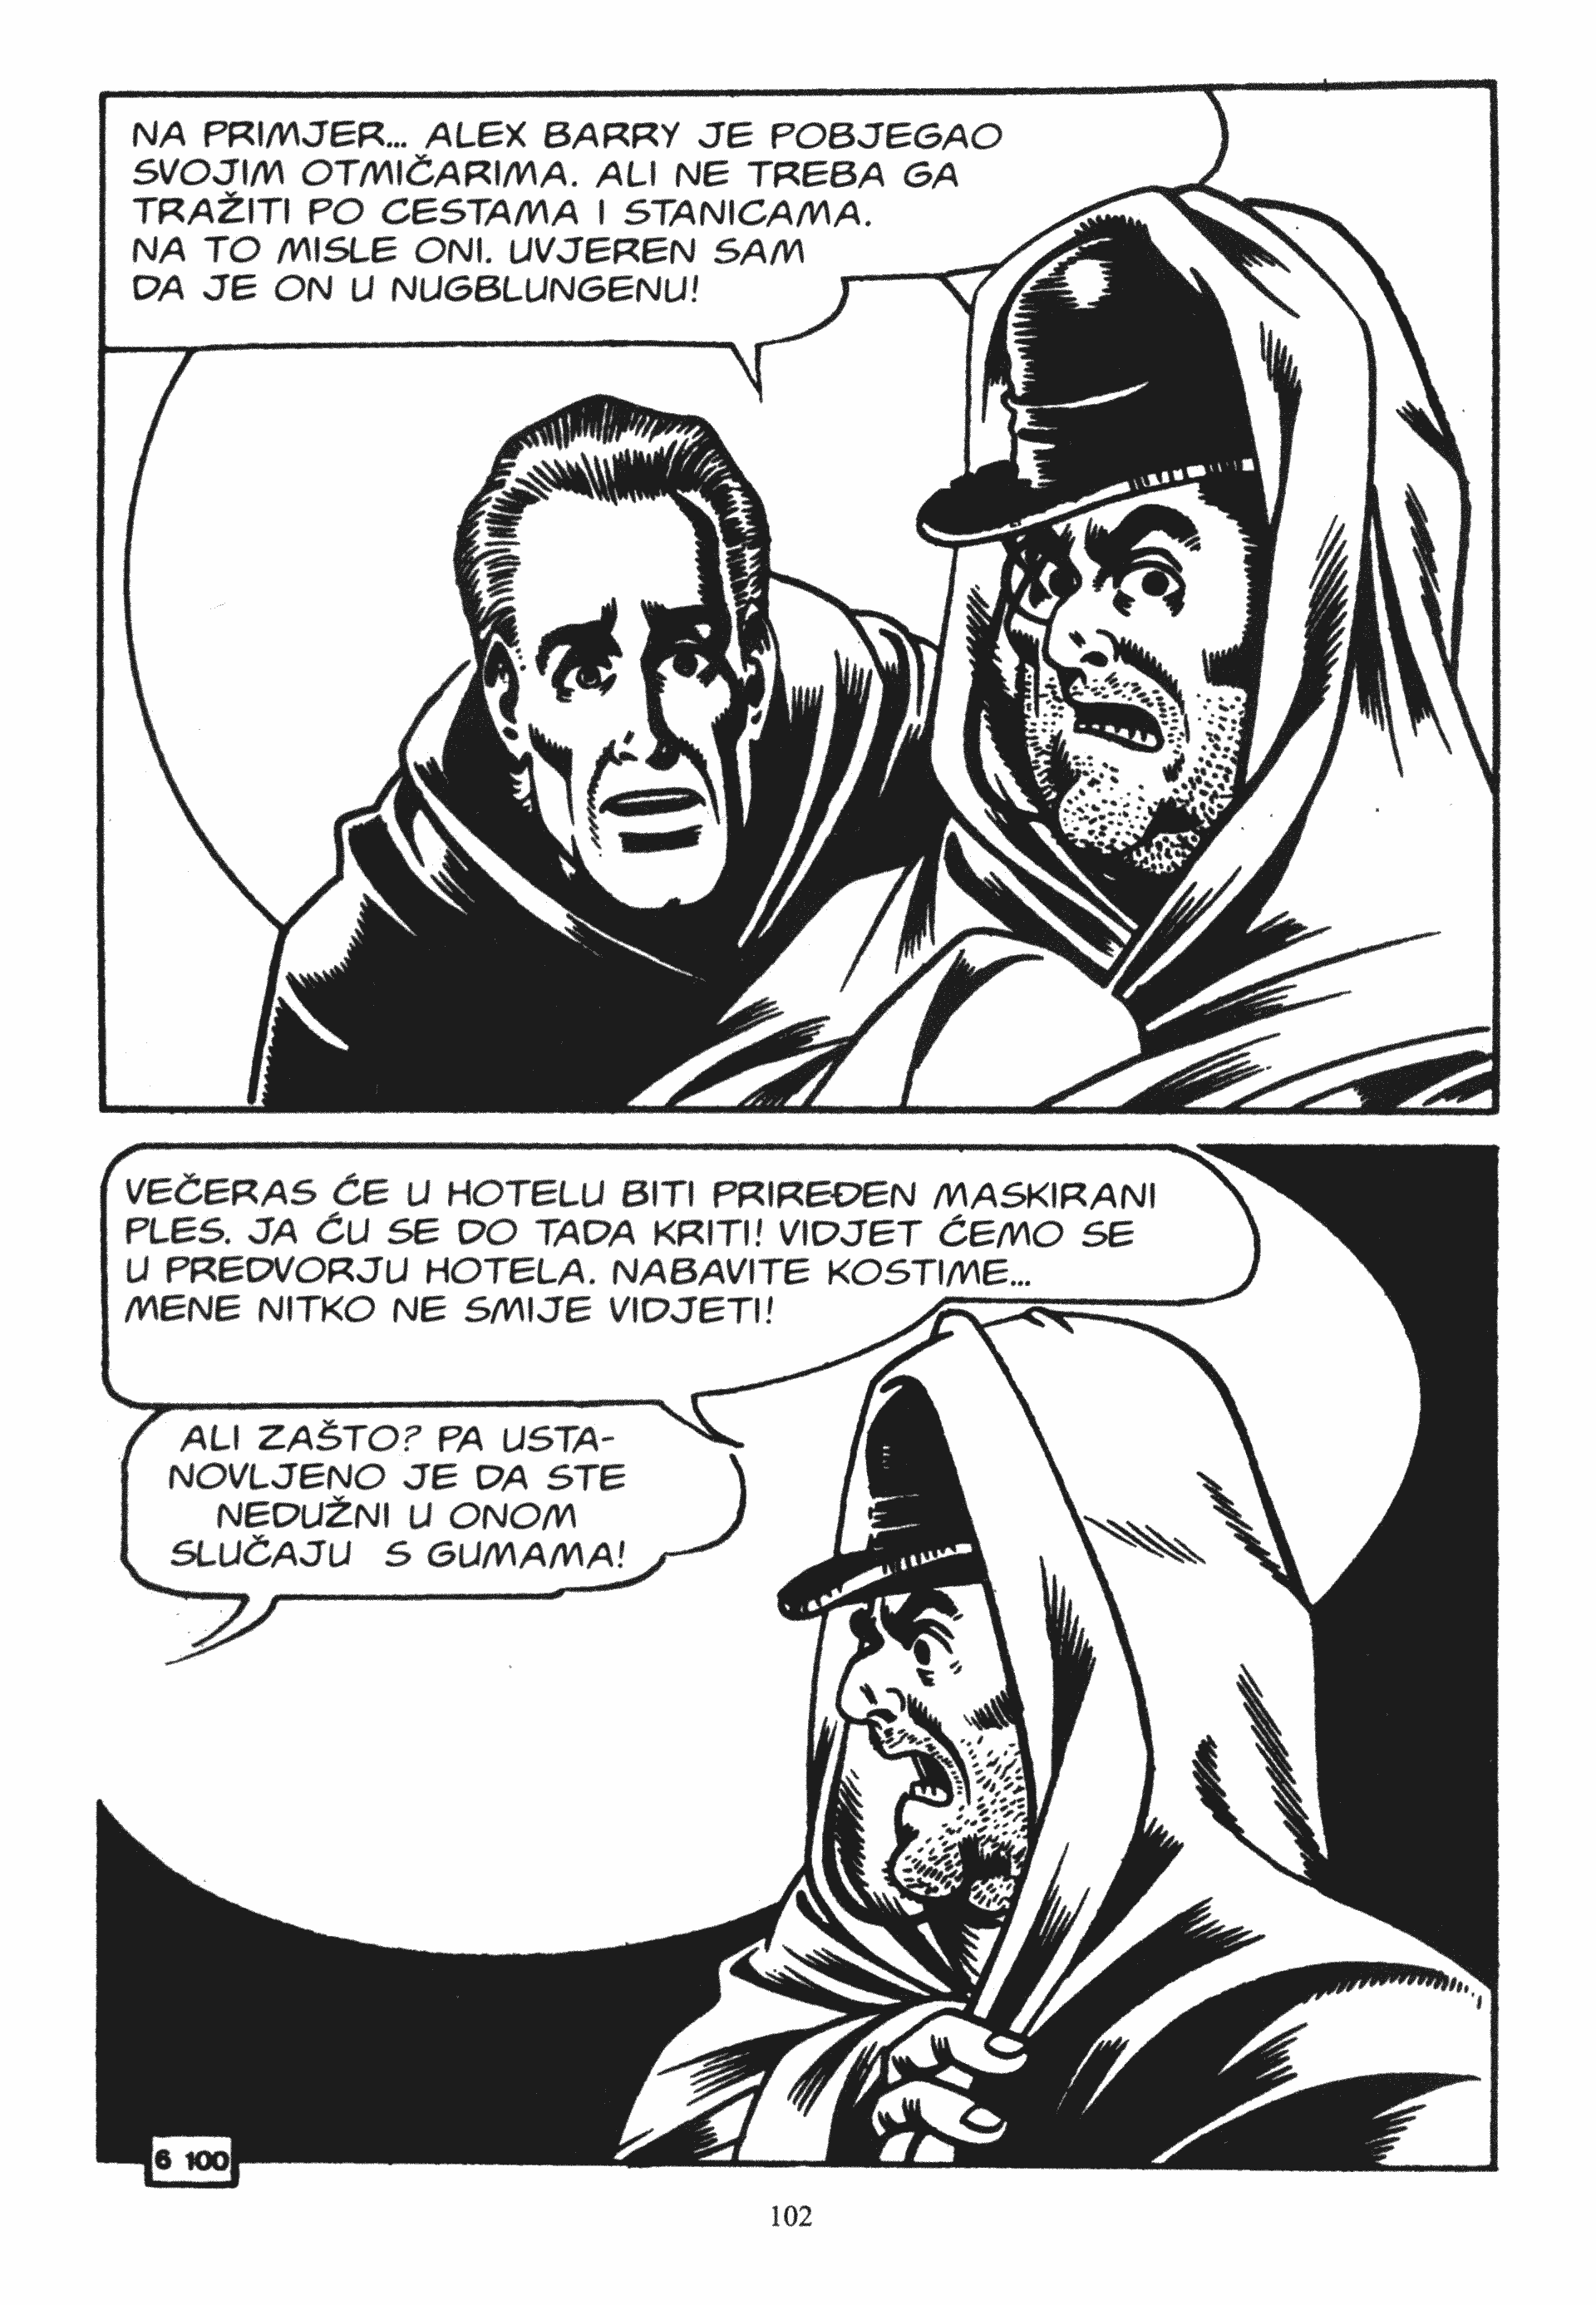 NA PRIMJER... ALEX BARRY JE POBJEGAO
SVOJIM OTMIČARIMA. ALI NE TREBA GA
TRAŽITI PO CESTAMA I STANICAMA.
NA TO MISLE ONI. UVJEREN SAM
DA JE ON U NUGBLUNGENU!
VEČERAS ĆE U HOTELU BITI PRIREĐEN MASKIRANI
PLES. JA ĆU SE DO TADA KRITI! VIDJET ĆEMO SE
U PREDVORJU HOTELA. NABAVITE KOSTIME...
MENE NITKO NE SMIJE VIDJETI!
ALI ZAŠTO? PA USTA-
NOVLJENO JE DA STE
NEDUŽNI U ONOM
SLUČAJU S GUMAMA!
6 100
102